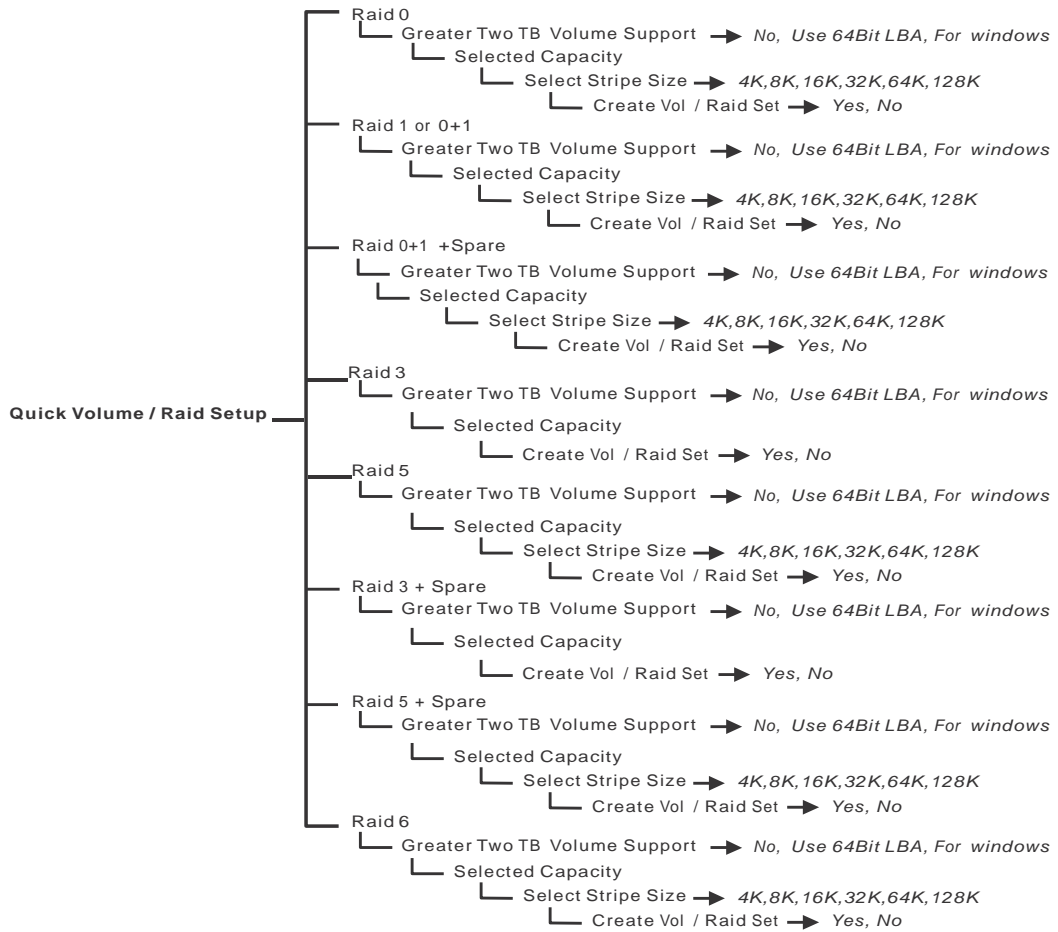 Raid 0
Greater Two TB Volume Support No, Use 64Bit LBA, For windows
Selected Capacity
Select Stripe Size 4K,8K,16K,32K,64K,128K
Create Vol / Raid Set Yes, No
Raid 1 or 0+1
Greater Two TB Volume Support No, Use 64Bit LBA, For windows
Selected Capacity
Select Stripe Size 4K,8K,16K,32K,64K,128K
Create Vol / Raid Set Yes, No
Raid 0+1 +Spare
Greater Two TB Volume Support No, Use 64Bit LBA, For windows
Selected Capacity
Select Stripe Size 4K,8K,16K,32K,64K,128K
Create Vol / Raid Set Yes, No
Raid 3
Greater Two TB Volume Support No, Use 64Bit LBA, For windows
Quick Volume / Raid Setup
Selected Capacity
Create Vol / Raid Set Yes, No
Raid 5
Greater Two TB Volume Support No, Use 64Bit LBA, For windows
Selected Capacity
Select Stripe Size 4K,8K,16K,32K,64K,128K
Create Vol / Raid Set Yes, No
Raid 3 + Spare
Greater Two TB Volume Support No, Use 64Bit LBA, For windows
Selected Capacity
Create Vol / Raid Set Yes, No
Raid 5 + Spare
Greater Two TB Volume Support No, Use 64Bit LBA, For windows
Selected Capacity
Select Stripe Size 4K,8K,16K,32K,64K,128K
Create Vol / Raid Set Yes, No
Raid 6
Greater Two TB Volume Support No, Use 64Bit LBA, For windows
Selected Capacity
Select Stripe Size 4K,8K,16K,32K,64K,128K
Create Vol / Raid Set Yes, No